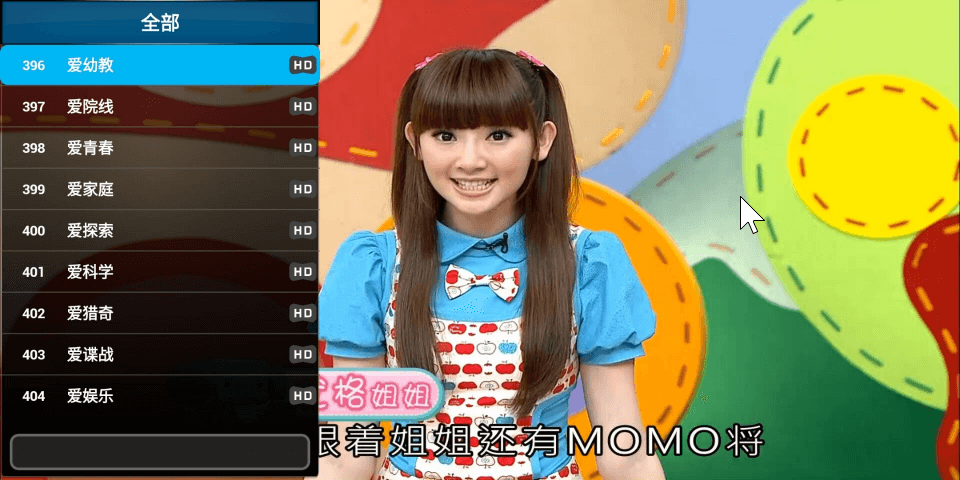 全部
396 爱幼教 HD
397 爱院线 HD
398 爱青春 HD
399 爱家庭 HD
400 爱探索 HD
401 爱科学 HD
402 爱猎奇 HD
403 爱谍战 HD
404 爱娱乐 HD
格姐姐
跟着姐姐还有MOMO将